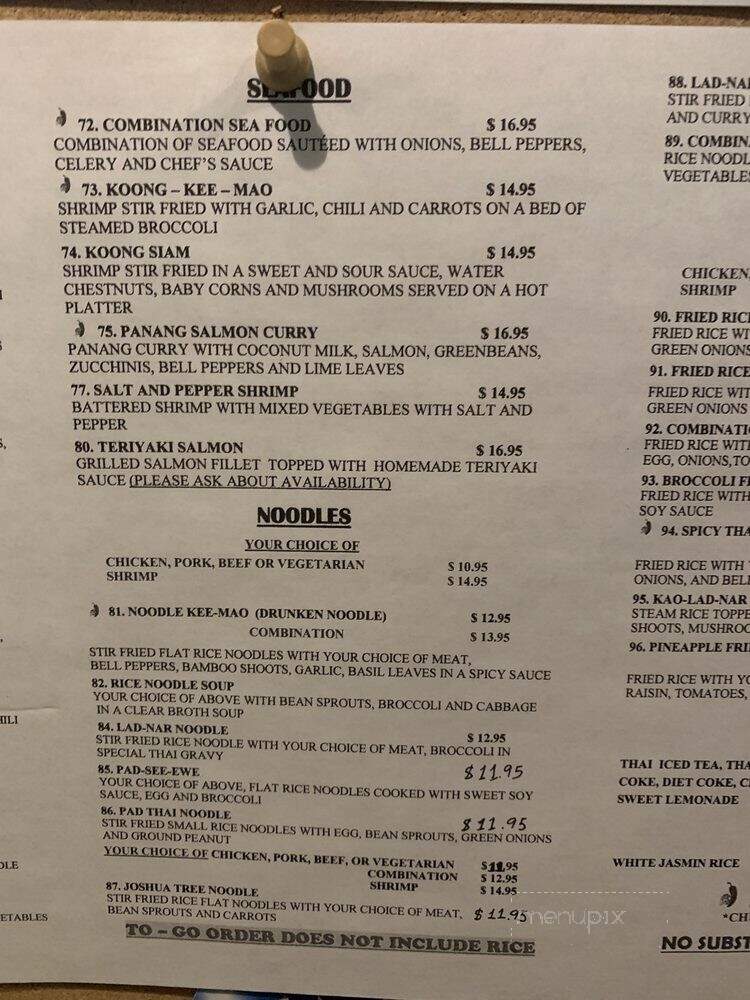 SEAFOOD
72. COMBINATION SEA FOOD $ 16.95
COMBINATION OF SEAFOOD SAUTÉED WITH ONIONS, BELL PEPPERS,
CELERY AND CHEF'S SAUCE
73. KOONG – KEE – MAO $ 14.95
SHRIMP STIR FRIED WITH GARLIC, CHILI AND CARROTS ON A BED OF
STEAMED BROCCOLI
74. KOONG SIAM $ 14.95
SHRIMP STIR FRIED IN A SWEET AND SOUR SAUCE, WATER
CHESTNUTS, BABY CORNS AND MUSHROOMS SERVED ON A HOT
PLATTER
75. PANANG SALMON CURRY $ 16.95
PANANG CURRY WITH COCONUT MILK, SALMON, GREENBEANS,
ZUCCHINIS, BELL PEPPERS AND LIME LEAVES
77. SALT AND PEPPER SHRIMP $ 14.95
BATTERED SHRIMP WITH MIXED VEGETABLES WITH SALT AND
PEPPER
80. TERIYAKI SALMON $ 16.95
GRILLED SALMON FILLET TOPPED WITH HOMEMADE TERIYAKI
SAUCE (PLEASE ASK ABOUT AVAILABILITY)
NOODLES
YOUR CHOICE OF
CHICKEN, PORK, BEEF OR VEGETARIAN $ 10.95
SHRIMP $ 14.95
81. NOODLE KEE-MAO (DRUNKEN NOODLE) $ 12.95
COMBINATION $ 13.95
STIR FRIED FLAT RICE NOODLES WITH YOUR CHOICE OF MEAT,
BELL PEPPERS, BAMBOO SHOOTS, GARLIC, BASIL LEAVES IN A SPICY SAUCE
82. RICE NOODLE SOUP
YOUR CHOICE OF ABOVE WITH BEAN SPROUTS, BROCCOLI AND CABBAGE
IN A CLEAR BROTH SOUP
84. LAD-NAR NOODLE $ 12.95
STIR FRIED RICE NOODLE WITH YOUR CHOICE OF MEAT, BROCCOLI IN
SPECIAL THAI GRAVY
85. PAD-SEE-EWE $ 11.95
YOUR CHOICE OF ABOVE, FLAT RICE NOODLES COOKED WITH SWEET SOY
SAUCE, EGG AND BROCCOLI
86. PAD THAI NOODLE $ 11.95
STIR FRIED SMALL RICE NOODLES WITH EGG, BEAN SPROUTS, GREEN ONIONS
AND GROUND PEANUT
YOUR CHOICE OF CHICKEN, PORK, BEEF, OR VEGETARIAN $11.95
COMBINATION $ 12.95
SHRIMP $ 14.95
87. JOSHUA TREE NOODLE
STIR FRIED RICE FLAT NOODLES WITH YOUR CHOICE OF MEAT, $ 11.95
BEAN SPROUTS AND CARROTS
TO – GO ORDER DOES NOT INCLUDE RICE
88. LAD-NA
STIR FRIED
AND CURRY
89. COMBIN
RICE NOODL
VEGETABLES
CHICKEN,
SHRIMP
90. FRIED RIC
FRIED RICE WI
GREEN ONIONS
91. FRIED RICE
FRIED RICE WIT
GREEN ONIONS
92. COMBINATI
FRIED RICE WITH
EGG, ONIONS,TO
93. BROCCOLI F
FRIED RICE WITH
SOY SAUCE
94. SPICY THA
FRIED RICE WITH
ONIONS, AND BEL
95. KAO-LAD-NAR
STEAM RICE TOPPE
SHOOTS, MUSHROO
96. PINEAPPLE FRI
FRIED RICE WITH YO
RAISIN, TOMATOES,
THAI ICED TEA, THA
COKE, DIET COKE, C
SWEET LEMONADE
WHITE JASMIN RICE
*CH
NO SUBST
HILI
OLE
ETABLES
menupix